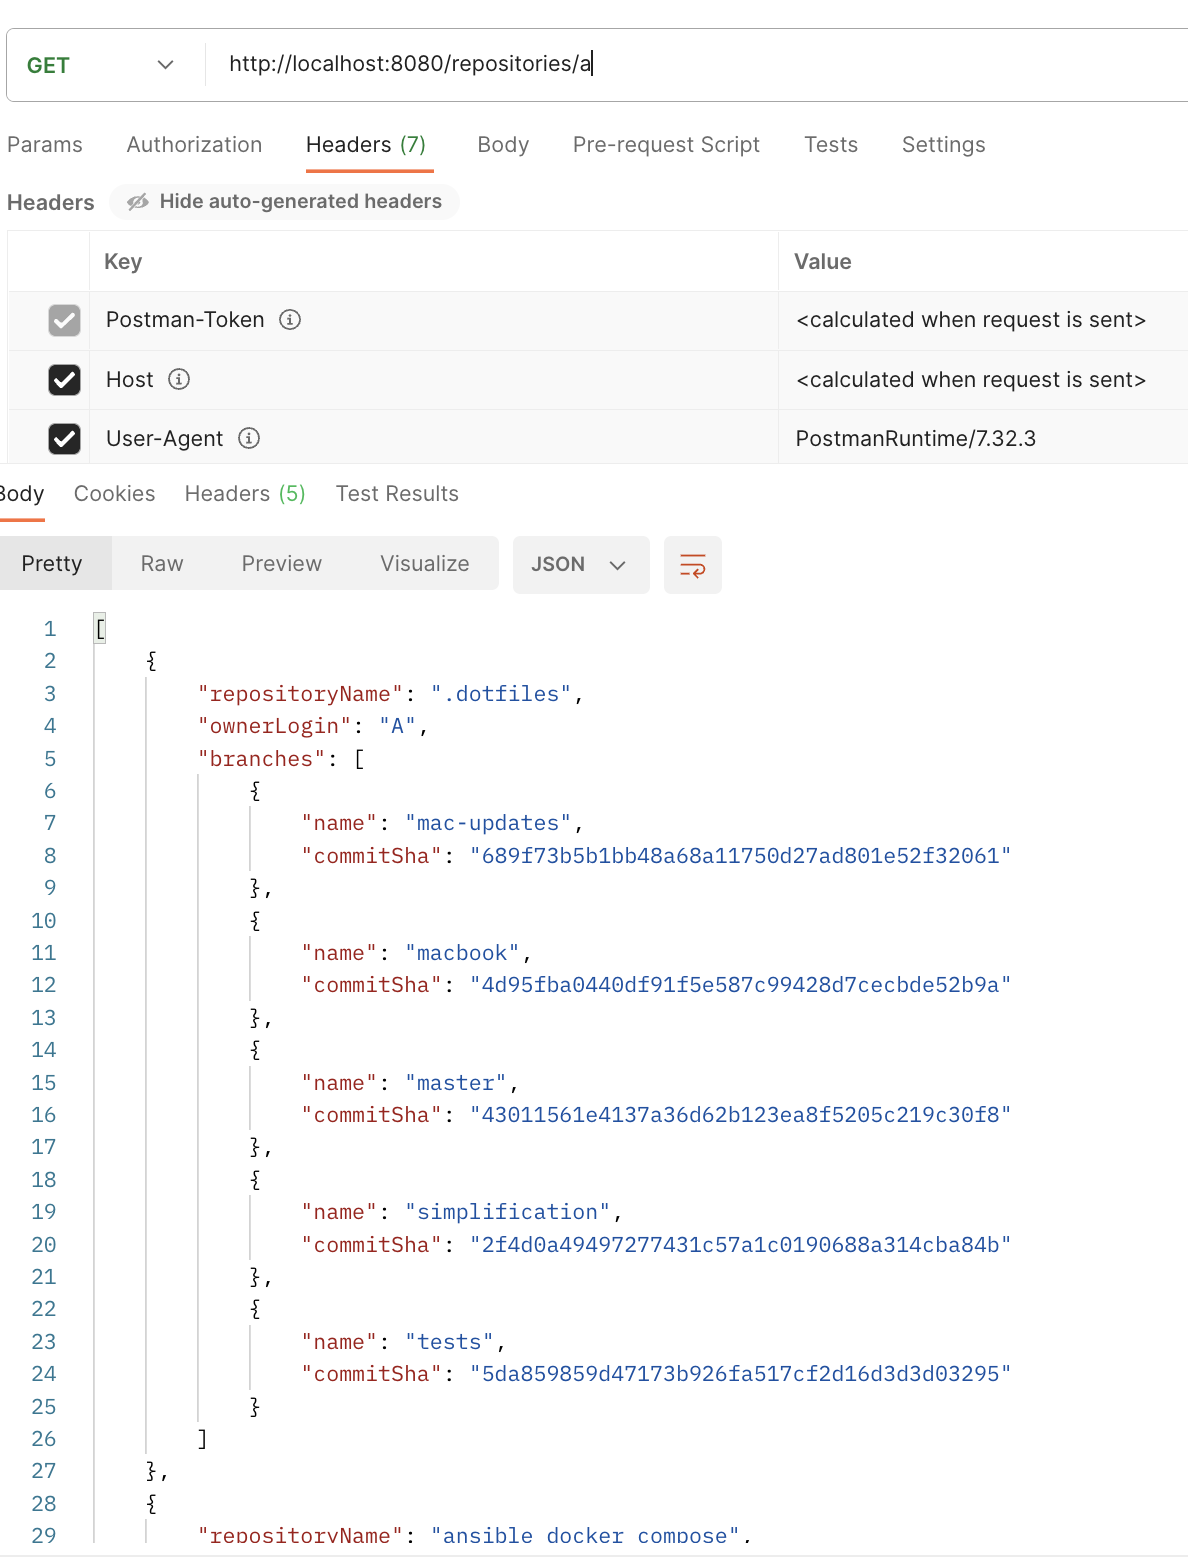 GET http://localhost:8080/repositories/a
Params Authorization Headers (7) Body Pre-request Script Tests Settings
Headers Hide auto-generated headers
Key Value
Postman-Token <calculated when request is sent>
Host <calculated when request is sent>
User-Agent PostmanRuntime/7.32.3
Body Cookies Headers (5) Test Results
Pretty Raw Preview Visualize JSON
1 [
2 {
3 "repositoryName": ".dotfiles",
4 "ownerLogin": "A",
5 "branches": [
6 {
7 "name": "mac-updates",
8 "commitSha": "689f73b5b1bb48a68a11750d27ad801e52f32061"
9 },
10 {
11 "name": "macbook",
12 "commitSha": "4d95fba0440df91f5e587c99428d7cecbde52b9a"
13 },
14 {
15 "name": "master",
16 "commitSha": "43011561e4137a36d62b123ea8f5205c219c30f8"
17 },
18 {
19 "name": "simplification",
20 "commitSha": "2f4d0a49497277431c57a1c0190688a314cba84b"
21 },
22 {
23 "name": "tests",
24 "commitSha": "5da859859d47173b926fa517cf2d16d3d3d03295"
25 }
26 ]
27 },
28 {
29 "repositoryName": "ansible_docker_compose",